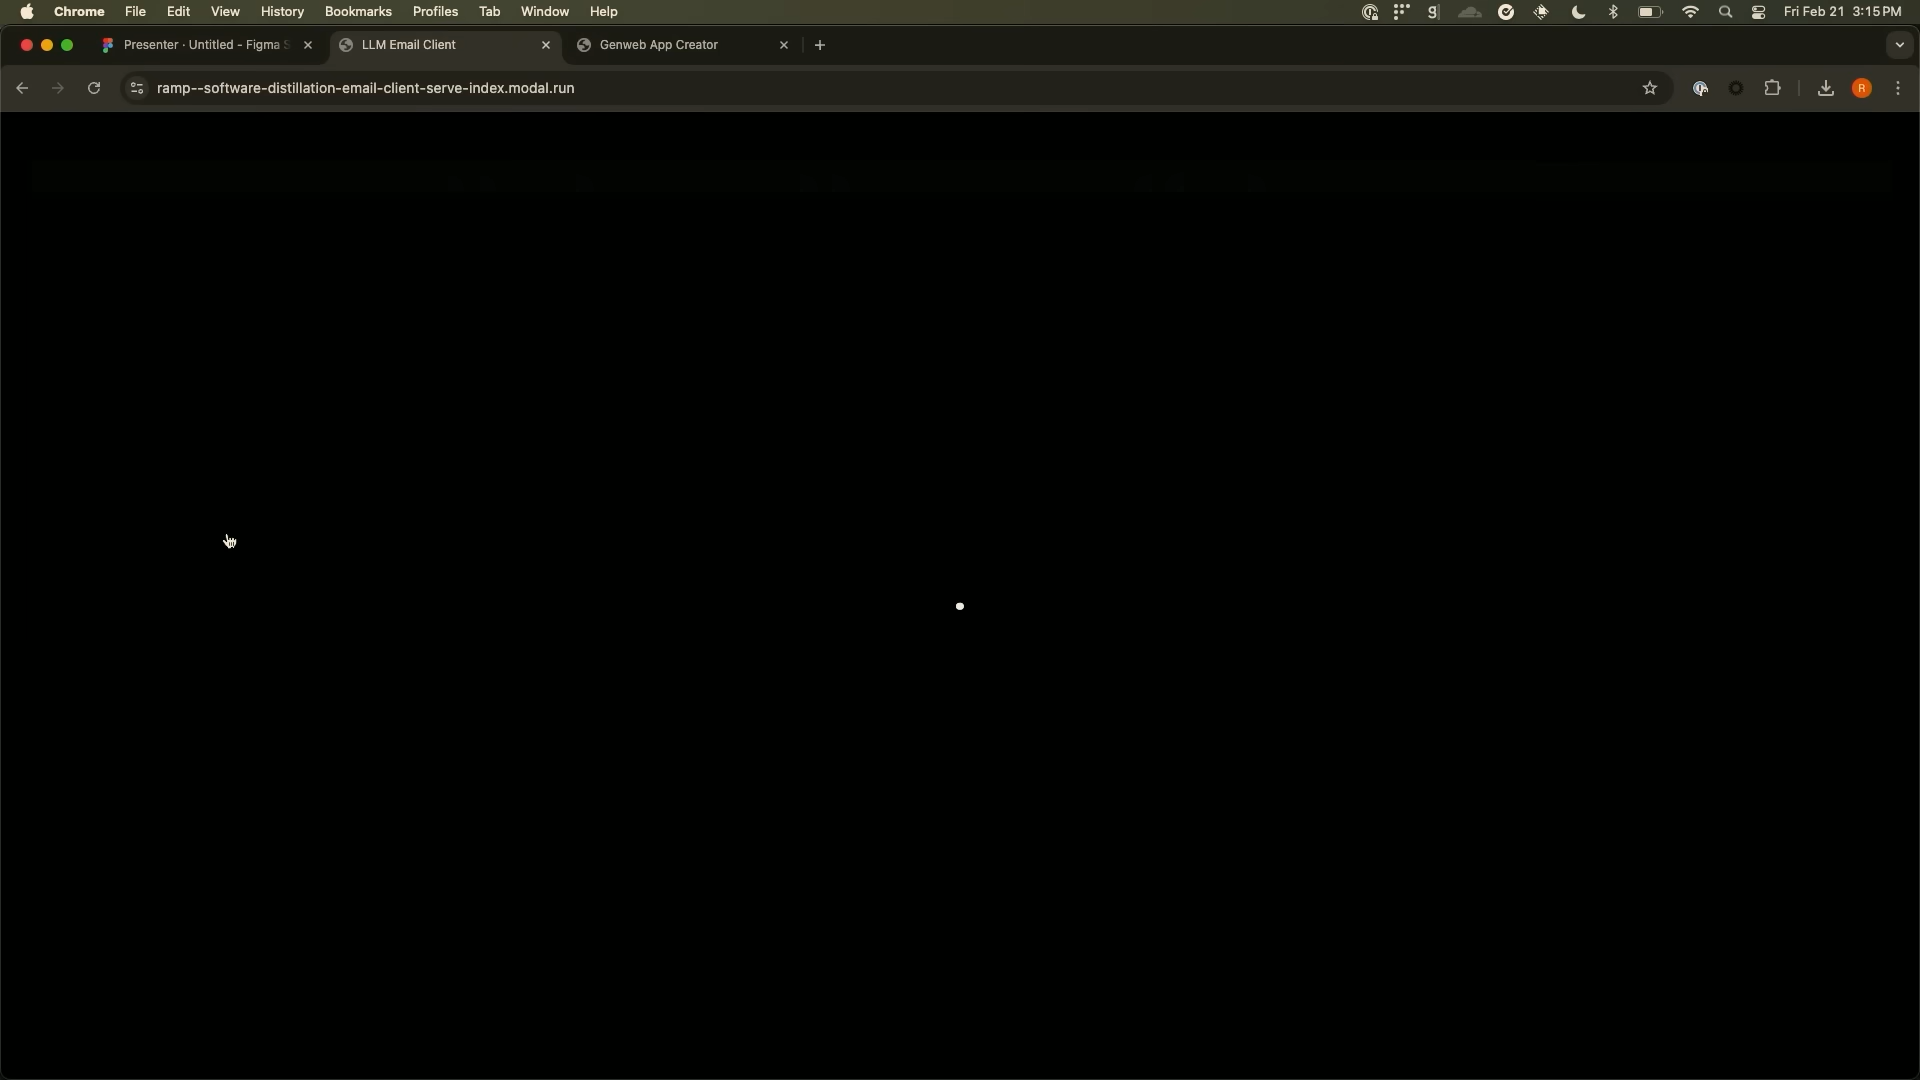 Chrome File Edit View History Bookmarks Profiles Tab Window Help g Fri Feb 21 3:15 PM
Presenter · Untitled - Figma S LLM Email Client Genweb App Creator
ramp--software-distillation-email-client-serve-index.modal.run R